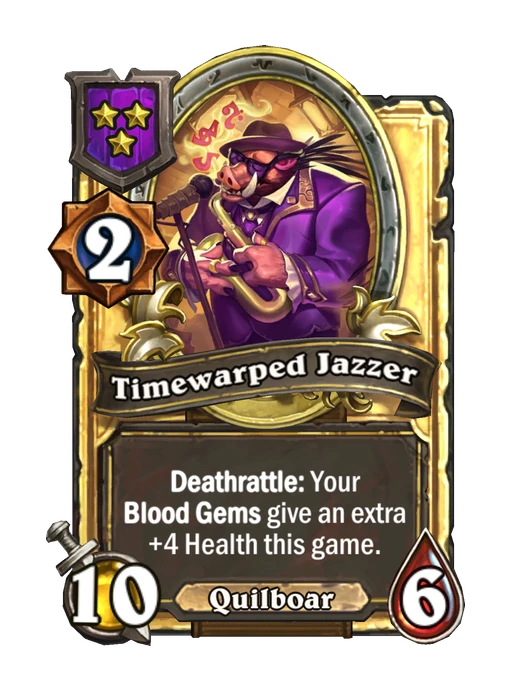 2
Timewarped Jazzer
Deathrattle: Your
Blood Gems give an extra
+4 Health this game.
10
Quilboar
6